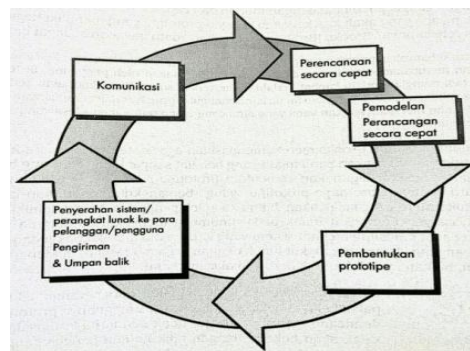 Komunikasi
Perencanaan
secara cepat
Pemodelan
Perancangan
secara cepat
Pembentukan
prototipe
Penyerahan sistem/
perangkat lunak ke para
pelanggan/pengguna
Pengiriman
& Umpan balik